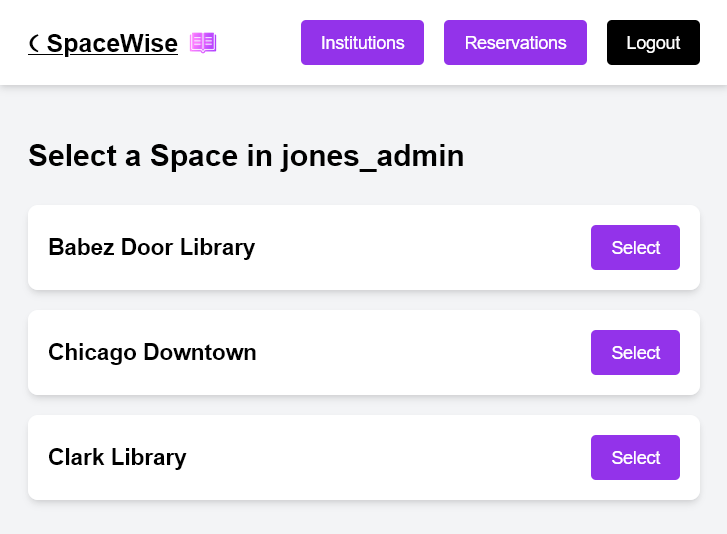 SpaceWise
Institutions
Reservations
Logout
Select a Space in jones_admin
Babez Door Library
Select
Chicago Downtown
Select
Clark Library
Select